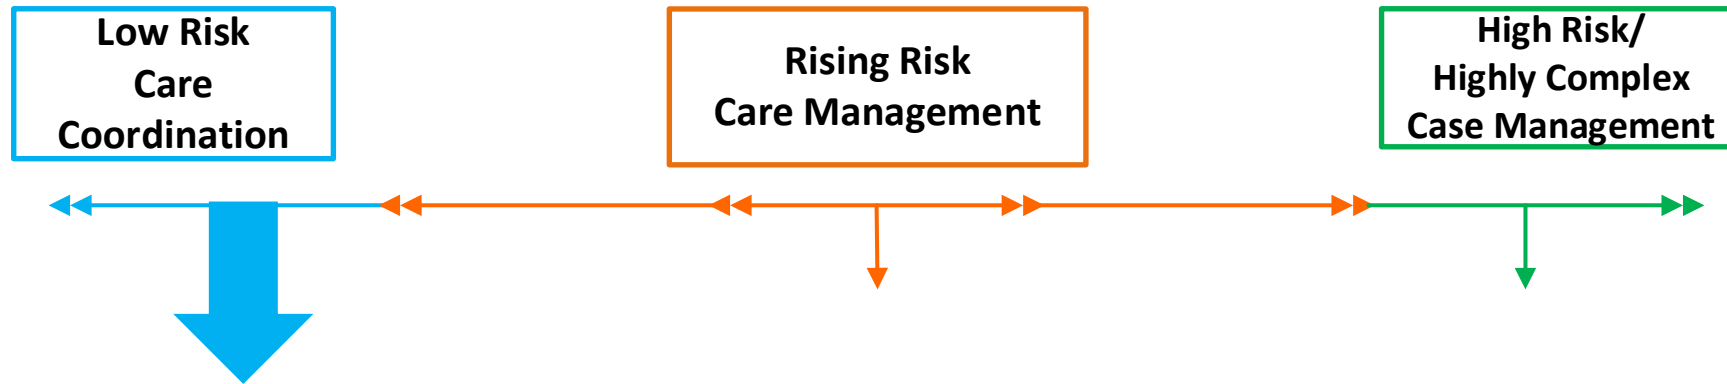 Low Risk
Care
Coordination
Rising Risk
Care Management
High Risk/
Highly Complex
Case Management